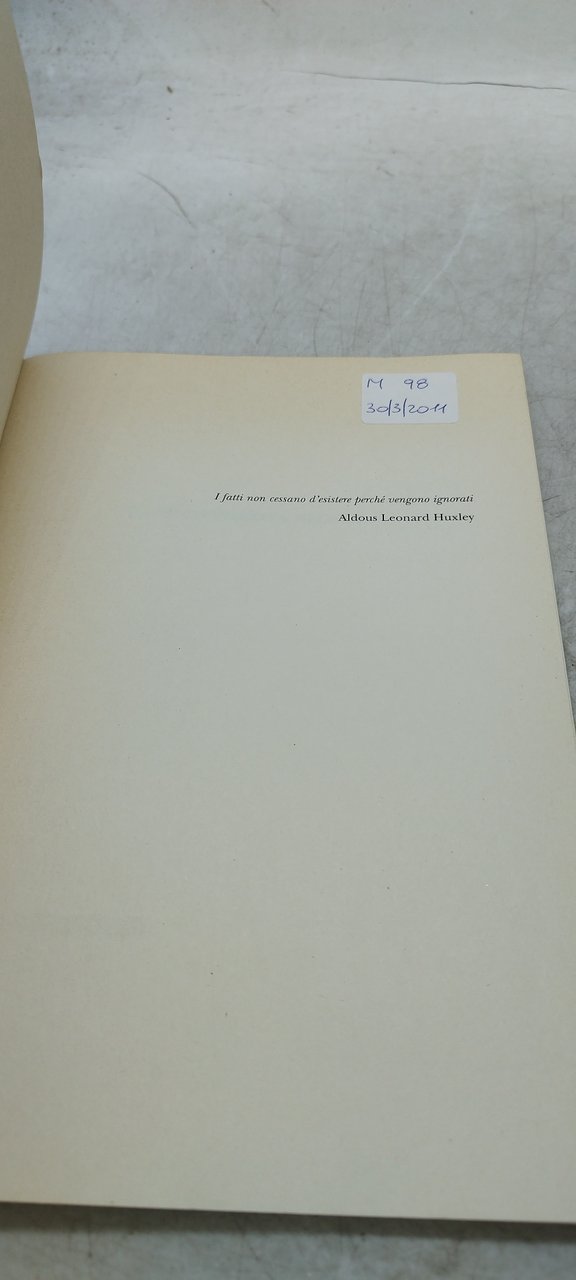 M 98
30/3/2011
I fatti non cessano d'esistere perché vengono ignorati
Aldous Leonard Huxley